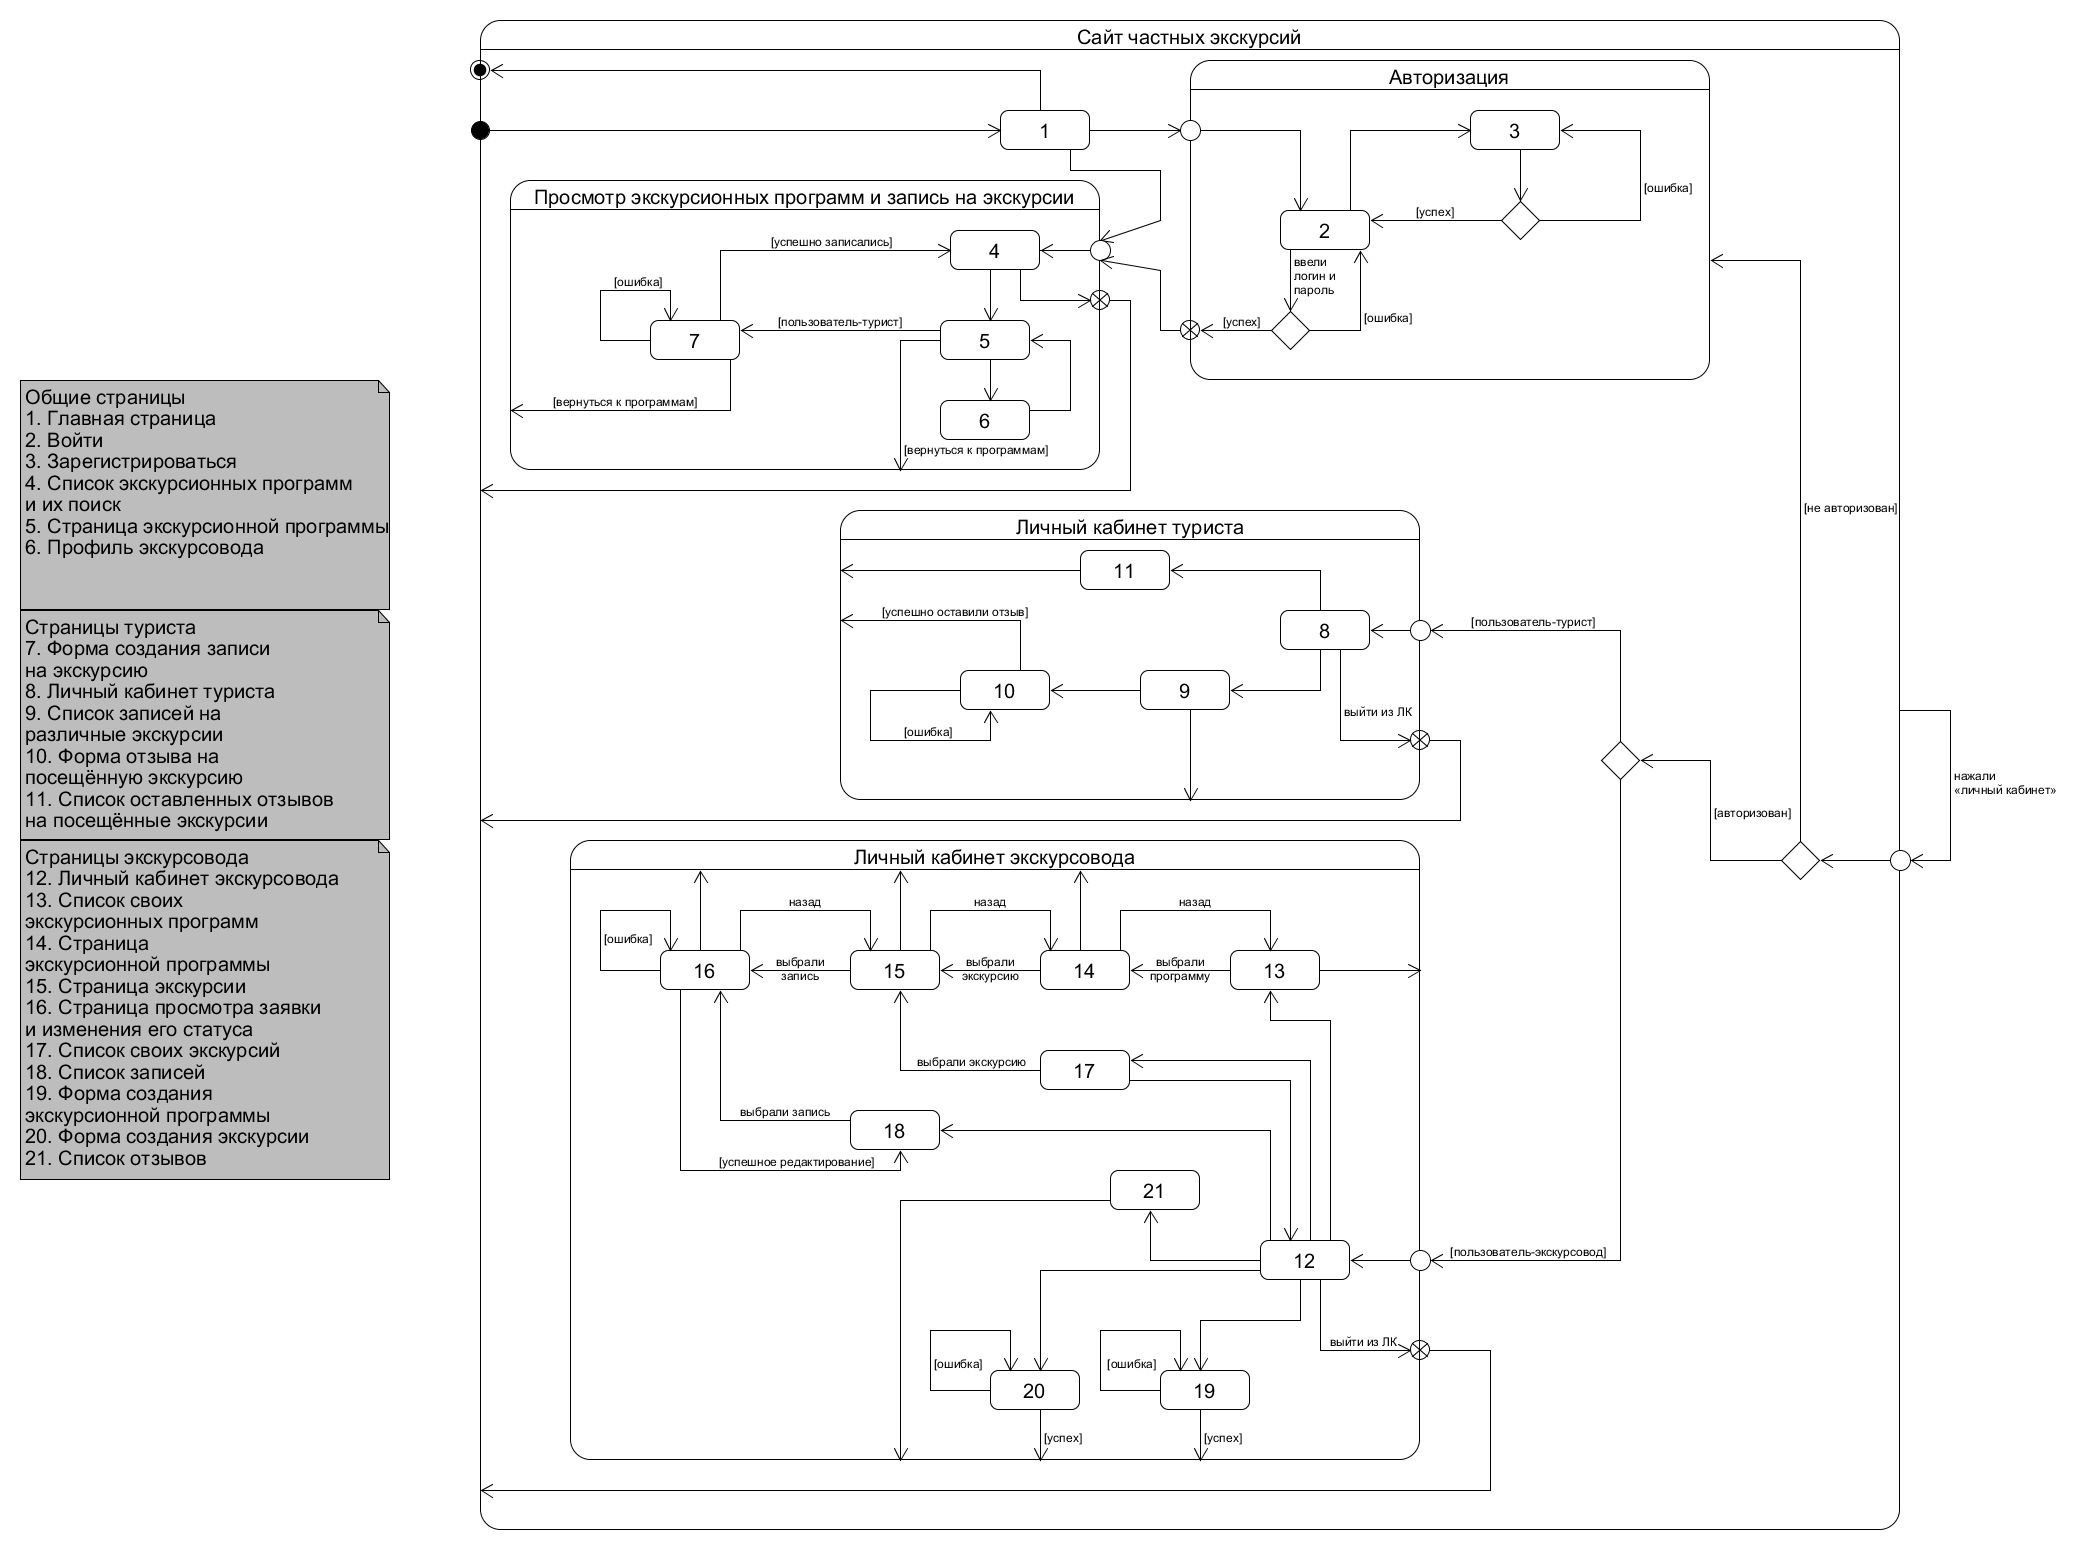 Сайт частных экскурсий
Авторизация
1
3
[ошибка]
[успех]
2
ввели
логин и
пароль
[ошибка]
[успех]
Просмотр экскурсионных программ и запись на экскурсии
[успешно записались]
4
[ошибка]
[пользователь-турист]
7
5
[вернуться к программам]
6
[вернуться к программам]
Общие страницы
1. Главная страница
2. Войти
3. Зарегистрироваться
4. Список экскурсионных программ
и их поиск
5. Страница экскурсионной программы
6. Профиль экскурсовода
Страницы туриста
7. Форма создания записи
на экскурсию
8. Личный кабинет туриста
9. Список записей на
различные экскурсии
10. Форма отзыва на
посещённую экскурсию
11. Список оставленных отзывов
на посещённые экскурсии
Страницы экскурсовода
12. Личный кабинет экскурсовода
13. Список своих
экскурсионных программ
14. Страница
экскурсионной программы
15. Страница экскурсии
16. Страница просмотра заявки
и изменения его статуса
17. Список своих экскурсий
18. Список записей
19. Форма создания
экскурсионной программы
20. Форма создания экскурсии
21. Список отзывов
[не авторизован]
Личный кабинет туриста
11
[успешно оставили отзыв]
8
[пользователь-турист]
10
9
выйти из ЛК
[ошибка]
нажали
«личный кабинет»
[авторизован]
Личный кабинет экскурсовода
назад
назад
назад
[ошибка]
16
выбрали
запись
15
выбрали
экскурсию
14
выбрали
программу
13
выбрали экскурсию
17
выбрали запись
18
[успешное редактирование]
21
12
[пользователь-экскурсовод]
выйти из ЛК
[ошибка]
[ошибка]
20
19
[успех]
[успех]